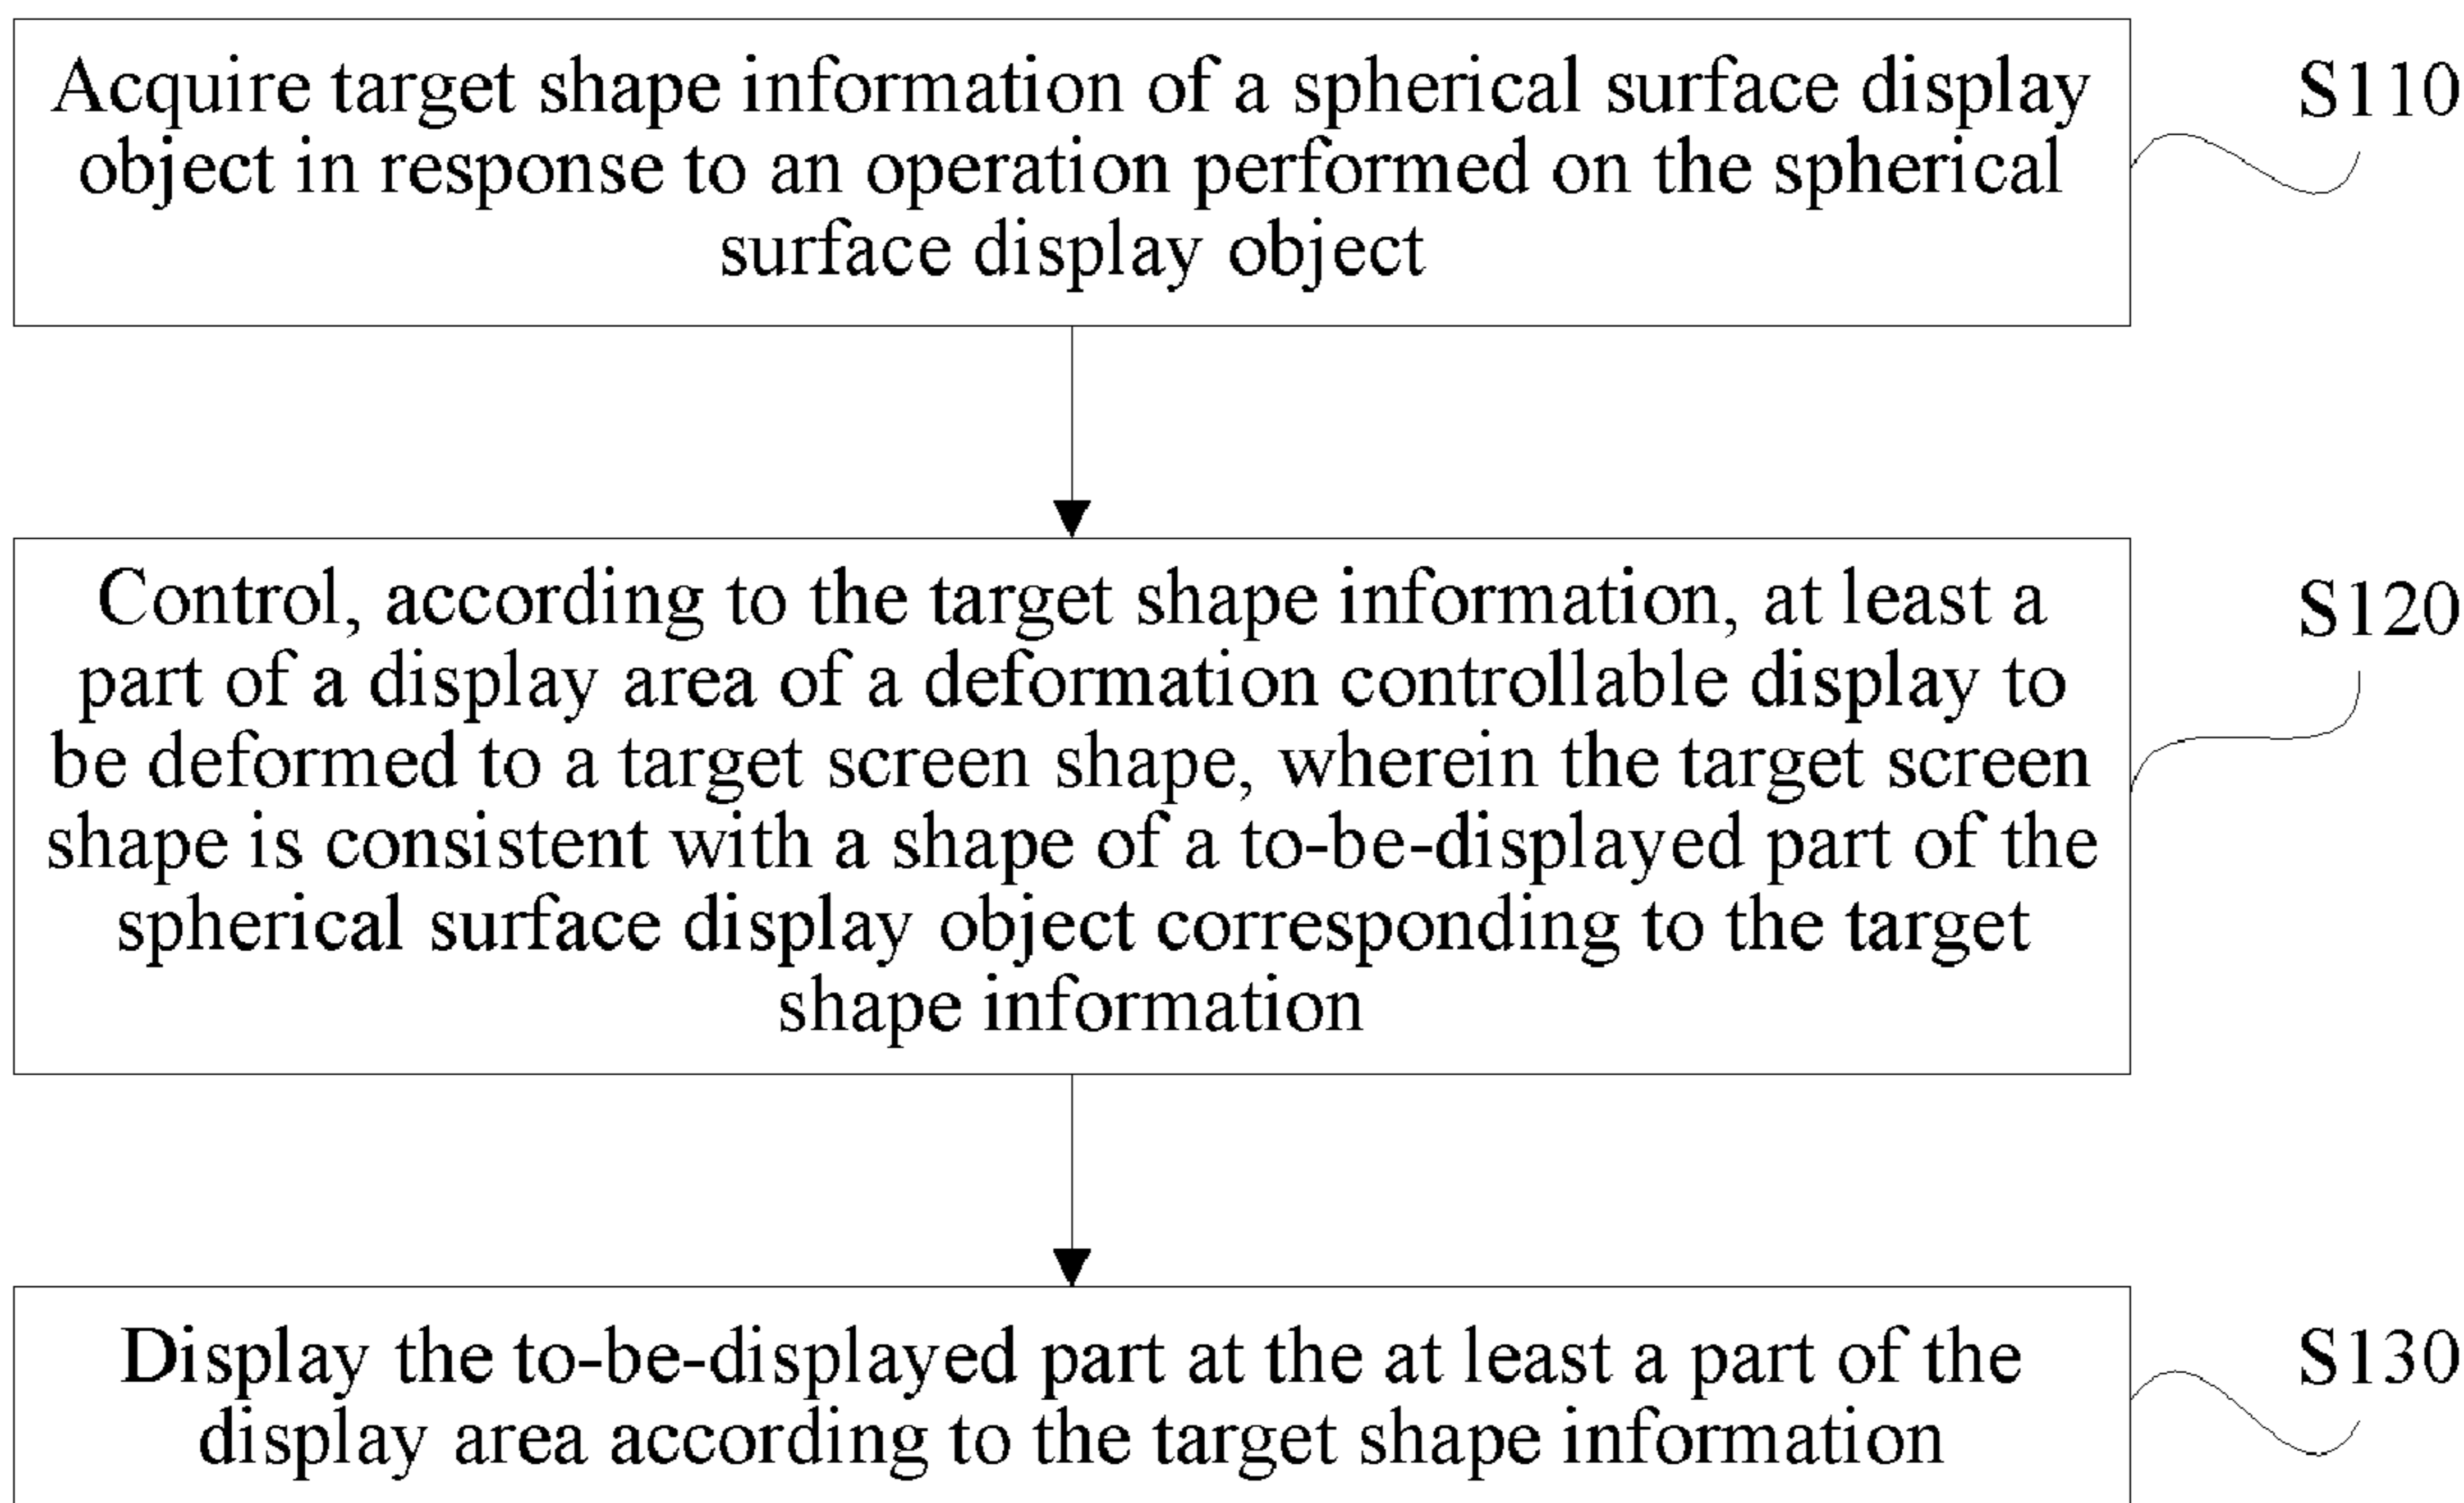 Acquire target shape information of a spherical surface display
object in response to an operation performed on the spherical
surface display object
S110
Control, according to the target shape information, at least a
part of a display area of a deformation controllable display to
be deformed to a target screen shape, wherein the target screen
shape is consistent with a shape of a to-be-displayed part of the
spherical surface display object corresponding to the target
shape information
S120
Display the to-be-displayed part at the at least a part of the
display area according to the target shape information
S130